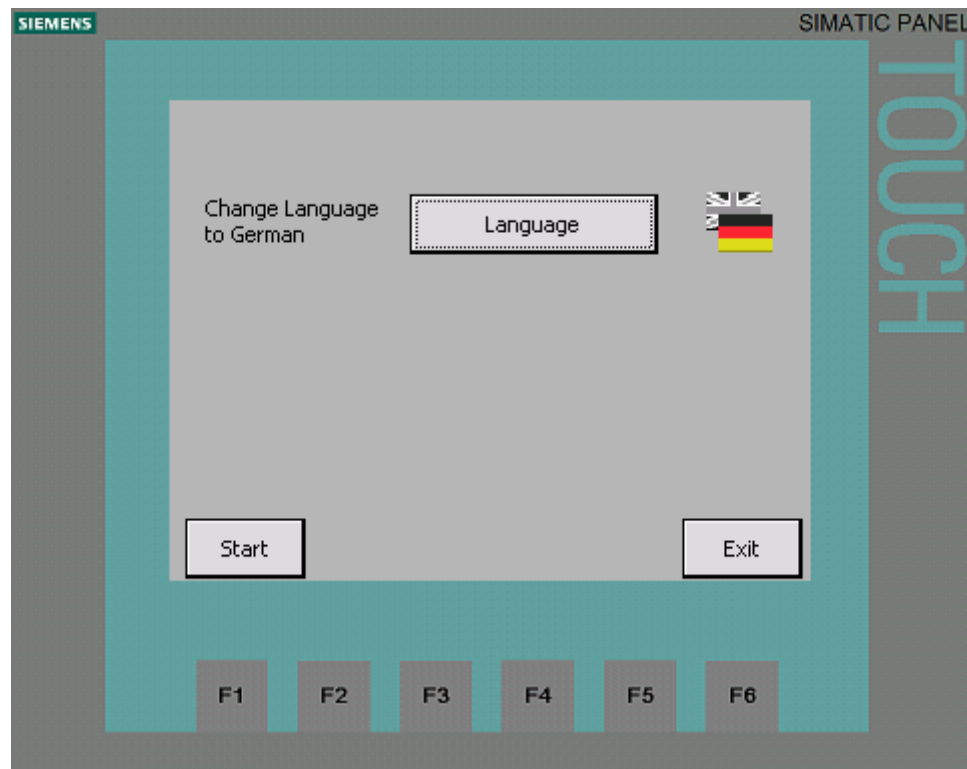 SIEMENS
SIMATIC PANEL
TOUCH
Change Language
to German
Language
Start
Exit
F1 F2 F3 F4 F5 F6